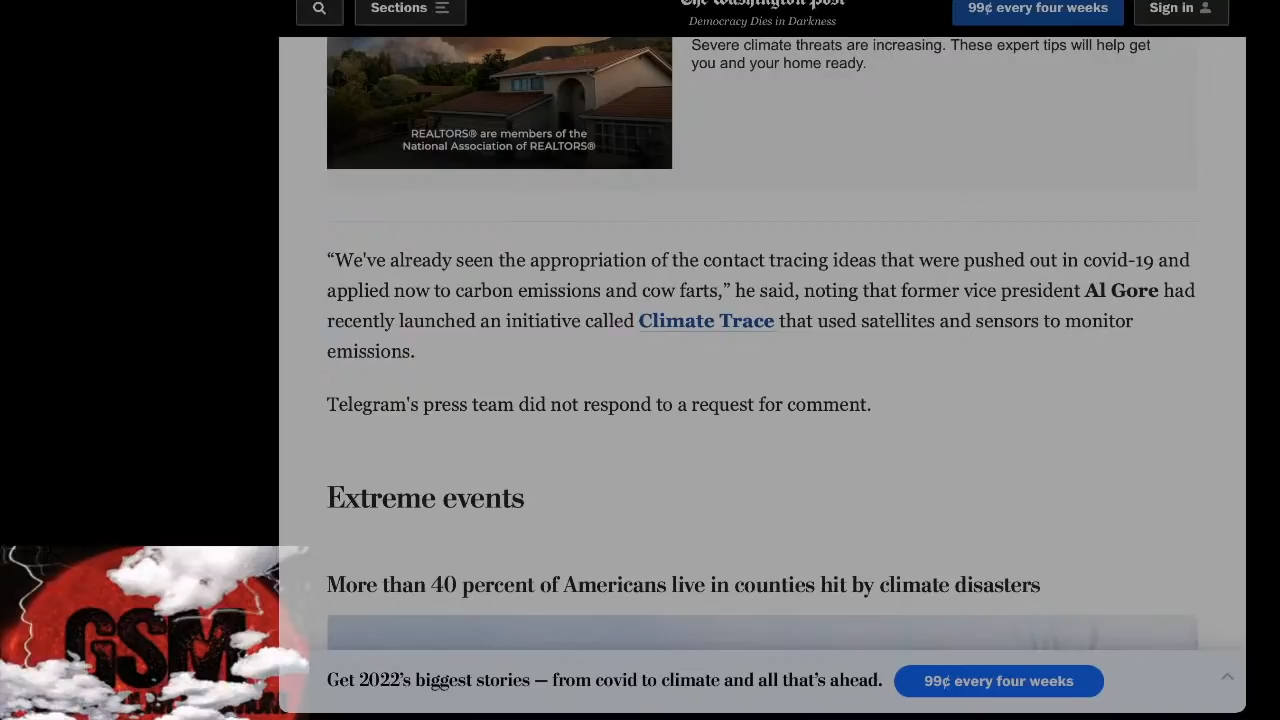 Sections
The Washington Post
Democracy Dies in Darkness
99¢ every four weeks
Sign in
Severe climate threats are increasing. These expert tips will help get
you and your home ready.
REALTORS® are members of the
National Association of REALTORS®
“We've already seen the appropriation of the contact tracing ideas that were pushed out in covid-19 and
applied now to carbon emissions and cow farts,” he said, noting that former vice president Al Gore had
recently launched an initiative called Climate Trace that used satellites and sensors to monitor
emissions.
Telegram's press team did not respond to a request for comment.
Extreme events
More than 40 percent of Americans live in counties hit by climate disasters
GSM
Get 2022’s biggest stories — from covid to climate and all that’s ahead.
99¢ every four weeks